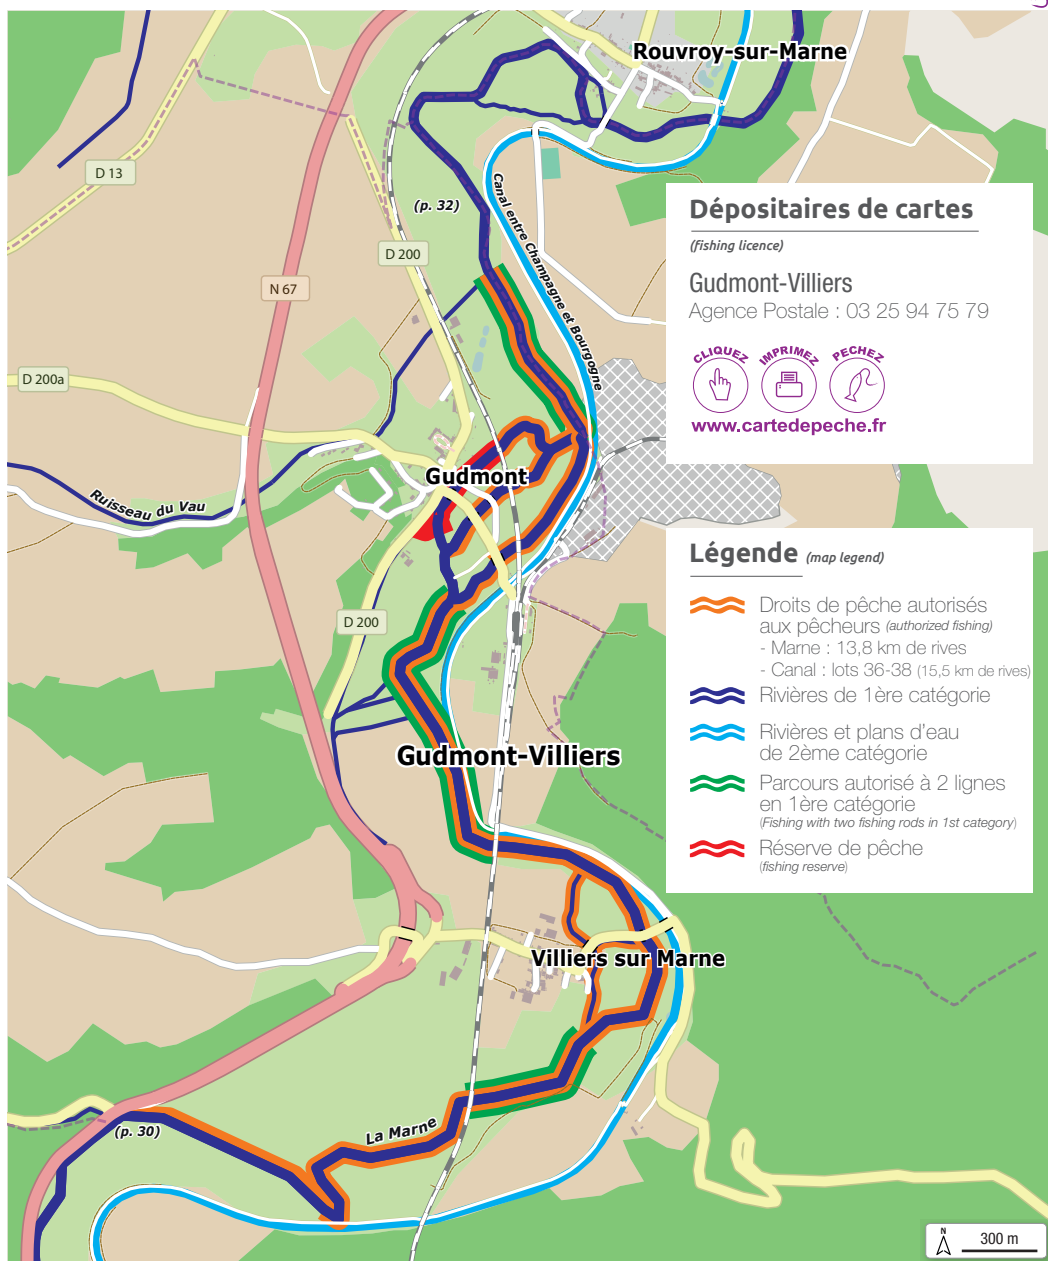 Rouvroy-sur-Marne
D 13
(p. 32)
D 200
Canal entre Champagne et Bourgogne
N 67
D 200a
Gudmont
Ruisseau du Vau
D 200
Gudmont-Villiers
Villiers sur Marne
La Marne
(p. 30)
Dépositaires de cartes
(fishing licence)
Gudmont-Villiers
Agence Postale : 03 25 94 75 79
CLIQUEZ IMPRIMEZ PECHEZ
www.cartedepeche.fr
Légende (map legend)
Droits de pêche autorisés
aux pêcheurs (authorized fishing)
- Marne : 13,8 km de rives
- Canal : lots 36-38 (15,5 km de rives)
Rivières de 1ère catégorie
Rivières et plans d'eau
de 2ème catégorie
Parcours autorisé à 2 lignes
en 1ère catégorie
(Fishing with two fishing rods in 1st category)
Réserve de pêche
(fishing reserve)
N
300 m